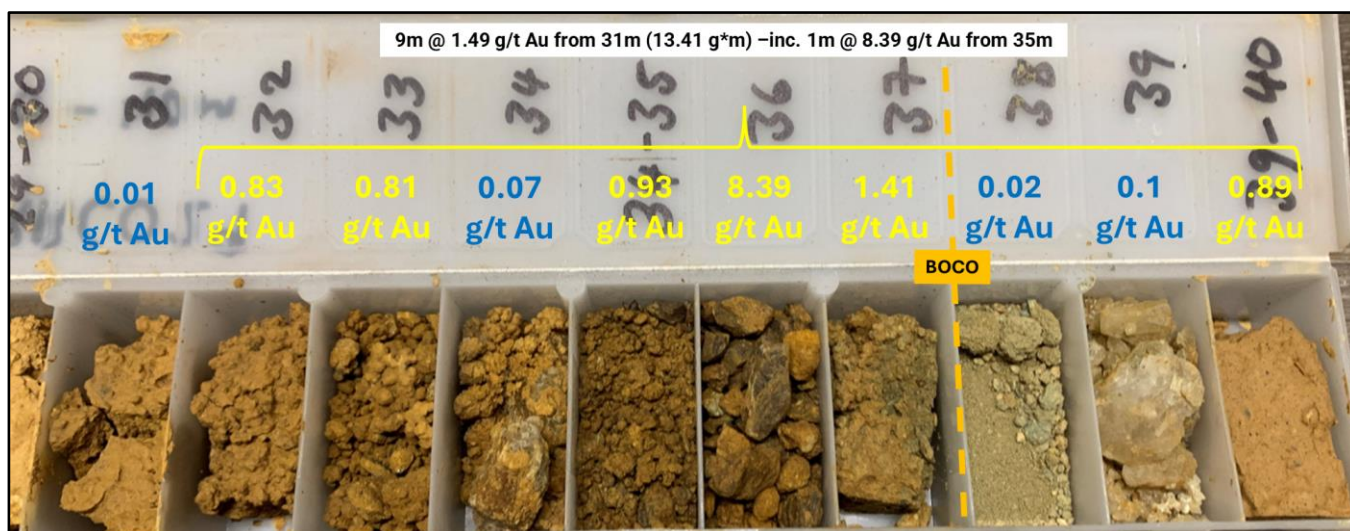 9m @ 1.49 g/t Au from 31m (13.41 g*m) –inc. 1m @ 8.39 g/t Au from 35m
29-30
31
32
33
34
34-35
36
37
38
39
39-40
0.01
g/t Au
0.83
g/t Au
0.81
g/t Au
0.07
g/t Au
0.93
g/t Au
8.39
g/t Au
1.41
g/t Au
0.02
g/t Au
0.1
g/t Au
0.89
g/t Au
BOCO